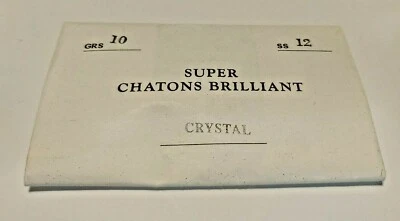 GRS 10 SS 12
SUPER
CHATONS BRILLIANT
CRYSTAL